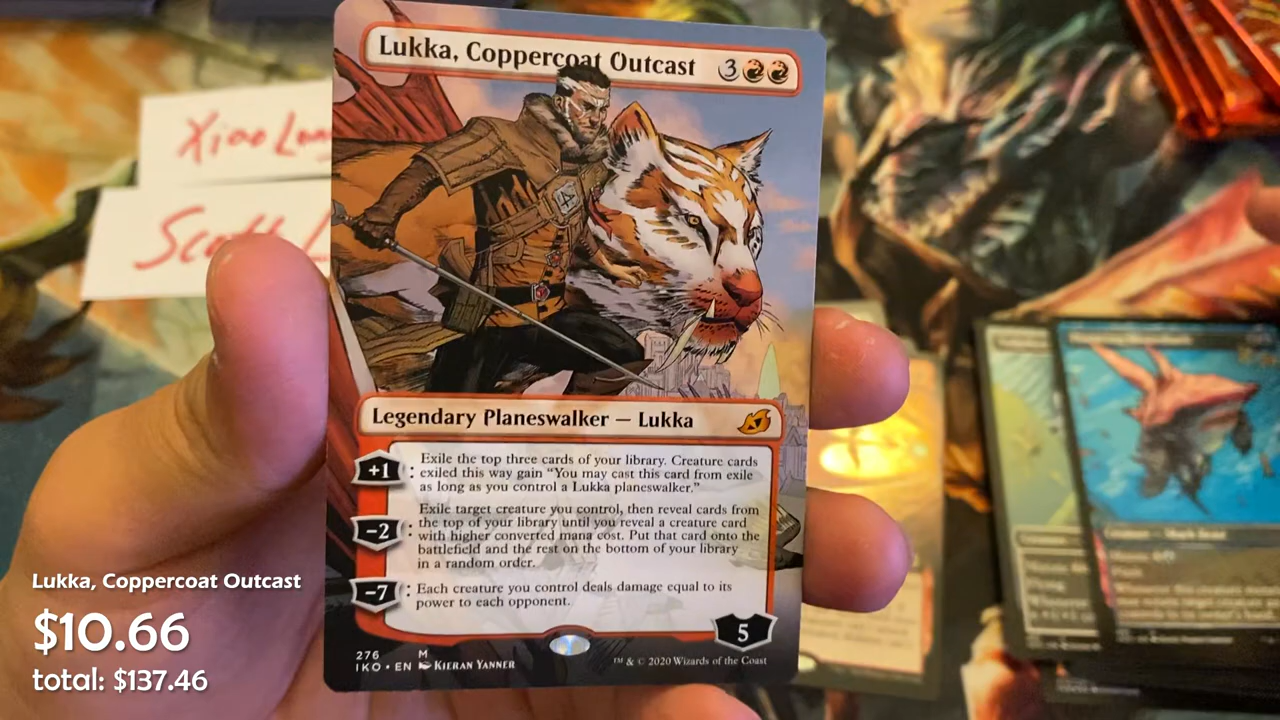 Xiao Lon
Scott L
Lukka, Coppercoat Outcast 3
Legendary Planeswalker — Lukka
+1 : Exile the top three cards of your library. Creature cards
exiled this way gain “You may cast this card from exile
as long as you control a Lukka planeswalker.”
−2 : Exile target creature you control, then reveal cards from
the top of your library until you reveal a creature card
with higher converted mana cost. Put that card onto the
battlefield and the rest on the bottom of your library
in a random order.
−7 : Each creature you control deals damage equal to its
power to each opponent.
5
276 M
IKO • EN KIERAN YANNER
™ & © 2020 Wizards of the Coast
Lukka, Coppercoat Outcast
$10.66
total: $137.46